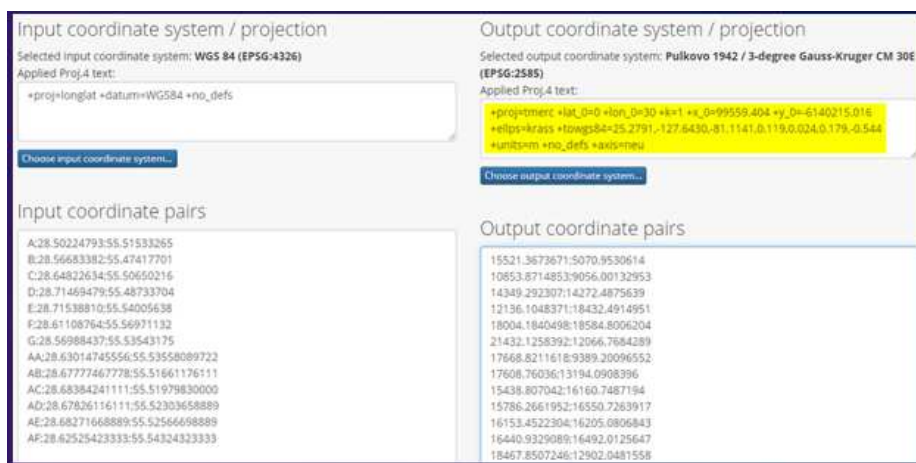 Input coordinate system / projection
Selected input coordinate system: WGS 84 (EPSG:4326)
Applied Proj.4 text:
+proj=longlat +datum=WGS84 +no_defs
Choose input coordinate system...
Input coordinate pairs
A:28.50224793:55.51533265
B:28.56683382:55.47417701
C:28.64822634:55.50650216
D:28.71469479:55.48733704
E:28.71538810:55.54005638
F:28.61108764:55.56971132
G:28.56988437:55.53543175
AA:28.63014745556:55.53558089722
AB:28.67777467778:55.51661176111
AC:28.68384241111:55.51979830000
AD:28.67826116111:55.52303658889
AE:28.68271668889:55.52566698889
AF:28.62525423333:55.54324323333
Output coordinate system / projection
Selected output coordinate system: Pulkovo 1942 / 3-degree Gauss-Kruger CM 30E
(EPSG:2585)
Applied Proj.4 text:
+proj=tmerc +lat_0=0 +lon_0=30 +k=1 +x_0=99559.404 +y_0=-6140215.016
+ellps=krass +towgs84=25.2791,-127.6430,-81.1141,0.119,0.024,0.179,-0.544
+units=m +no_defs +axis=neu
Choose output coordinate system...
Output coordinate pairs
15521.3673671:5070.9530614
10853.8714853:9056.00132953
14349.292307:14272.4875639
12136.1048371:18432.4914951
18004.1840498:18584.8006204
21432.1258392:12066.7684289
17668.8211618:9389.20096552
17608.76036:13194.0908396
15438.807042:16160.7487194
15786.2661952:16550.7263917
16153.4522304:16205.0806843
16440.9329089:16492.0125647
18467.8507246:12902.0481558